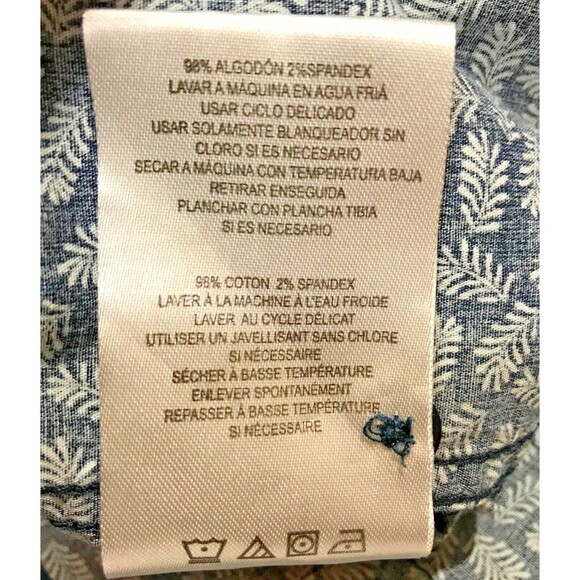 98% ALGODÓN 2%SPANDEX
LAVAR A MAQUINA EN AGUA FRIÁ
USAR CICLO DELICADO
USAR SOLAMENTE BLANQUEADOR SIN
CLORO SI ES NECESARIO
SECAR A MÁQUINA CON TEMPERATURA BAJA
RETIRAR ENSEGUIDA
PLANCHAR CON PLANCHA TIBIA
SI ES NECESARIO
98% COTON 2% SPANDEX
LAVER À LA MACHINE À L'EAU FROIDE
LAVER AU CYCLE DÉLICAT
UTILISER UN JAVELLISANT SANS CHLORE
SI NÉCESSAIRE
SÉCHER À BASSE TEMPÉRATURE
ENLEVER SPONTANÉMENT
REPASSER À BASSE TEMPÉRATURE
SI NÉCESSAIRE